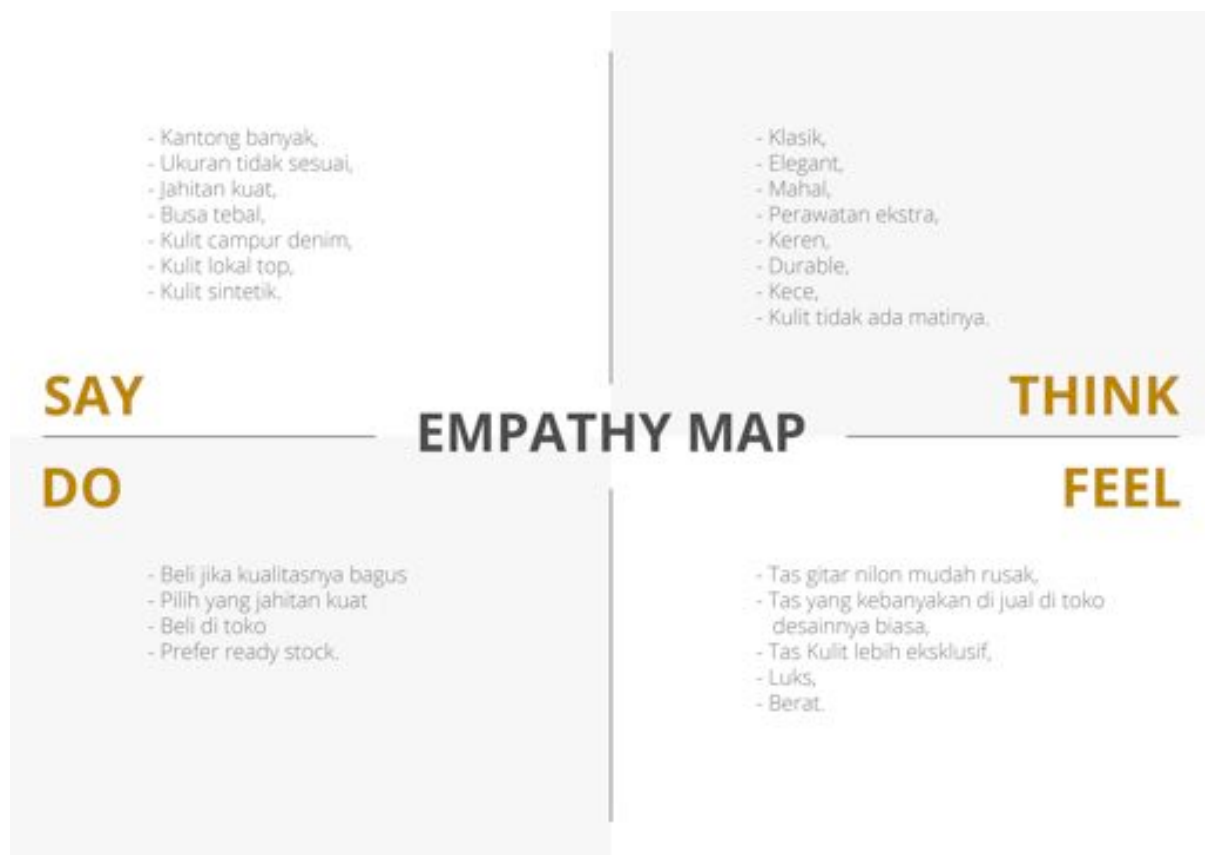 - Kantong banyak,
- Ukuran tidak sesuai,
- Jahitan kuat,
- Busa tebal,
- Kulit campur denim,
- Kulit lokal top,
- Kulit sintetik.
SAY
- Klasik,
- Elegant,
- Mahal,
- Perawatan ekstra,
- Keren,
- Durable,
- Kece,
- Kulit tidak ada matinya.
THINK
EMPATHY MAP
DO
- Beli jika kualitasnya bagus
- Pilih yang jahitan kuat
- Beli di toko
- Prefer ready stock.
FEEL
- Tas gitar nilon mudah rusak,
- Tas yang kebanyakan di jual di toko
desainnya biasa,
- Tas Kulit lebih eksklusif,
- Luks,
- Berat.